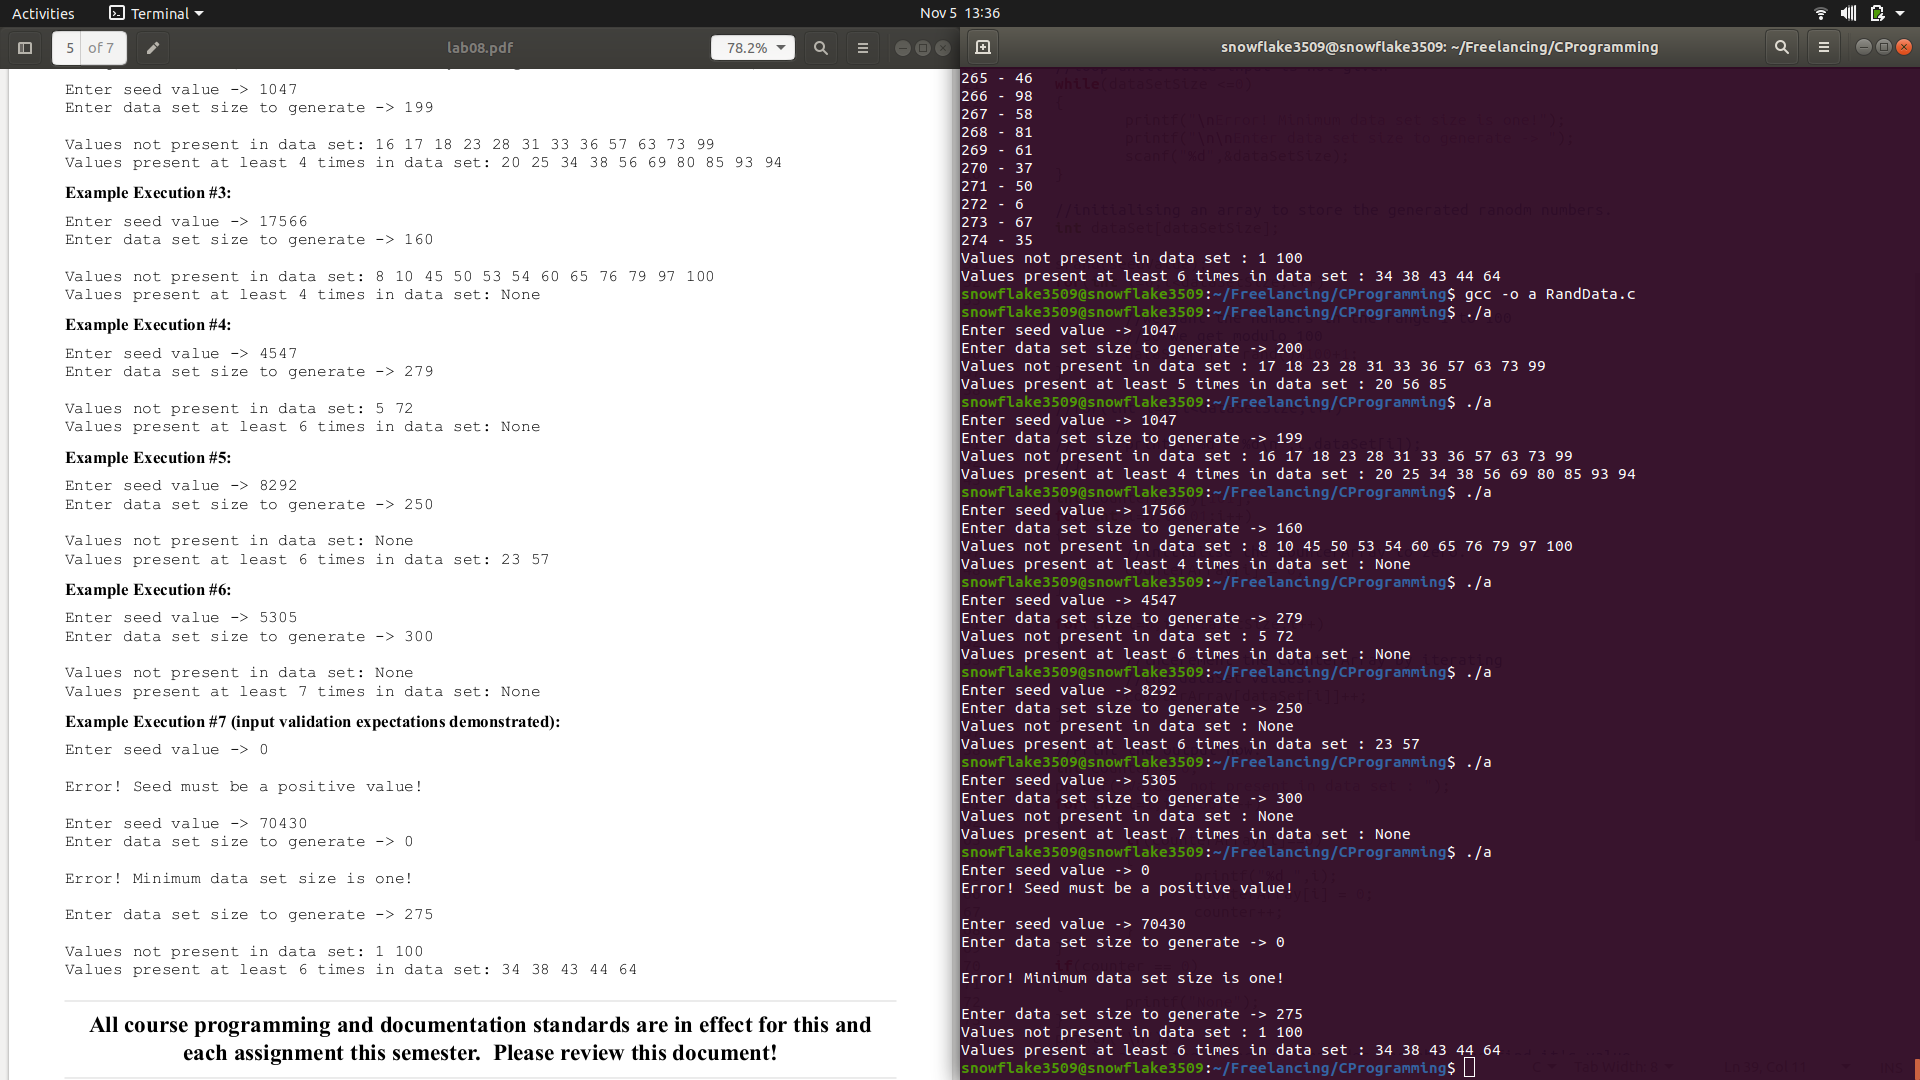 Activities
Terminal
Nov 5 13:36
5 of 7
lab08.pdf
78.2%
Enter seed value -> 1047
Enter data set size to generate -> 199
Values not present in data set: 16 17 18 23 28 31 33 36 57 63 73 99
Values present at least 4 times in data set: 20 25 34 38 56 69 80 85 93 94
Example Execution #3:
Enter seed value -> 17566
Enter data set size to generate -> 160
Values not present in data set: 8 10 45 50 53 54 60 65 76 79 97 100
Values present at least 4 times in data set: None
Example Execution #4:
Enter seed value -> 4547
Enter data set size to generate -> 279
Values not present in data set: 5 72
Values present at least 6 times in data set: None
Example Execution #5:
Enter seed value -> 8292
Enter data set size to generate -> 250
Values not present in data set: None
Values present at least 6 times in data set: 23 57
Example Execution #6:
Enter seed value -> 5305
Enter data set size to generate -> 300
Values not present in data set: None
Values present at least 7 times in data set: None
Example Execution #7 (input validation expectations demonstrated):
Enter seed value -> 0
Error! Seed must be a positive value!
Enter seed value -> 70430
Enter data set size to generate -> 0
Error! Minimum data set size is one!
Enter data set size to generate -> 275
Values not present in data set: 1 100
Values present at least 6 times in data set: 34 38 43 44 64
All course programming and documentation standards are in effect for this and
each assignment this semester. Please review this document!
snowflake3509@snowflake3509: ~/Freelancing/CProgramming
265 - 46
266 - 98
267 - 58
268 - 81
269 - 61
270 - 37
271 - 50
272 - 6
273 - 67
274 - 35
Values not present in data set : 1 100
Values present at least 6 times in data set : 34 38 43 44 64
snowflake3509@snowflake3509:~/Freelancing/CProgramming$ gcc -o a RandData.c
snowflake3509@snowflake3509:~/Freelancing/CProgramming$ ./a
Enter seed value -> 1047
Enter data set size to generate -> 200
Values not present in data set : 17 18 23 28 31 33 36 57 63 73 99
Values present at least 5 times in data set : 20 56 85
snowflake3509@snowflake3509:~/Freelancing/CProgramming$ ./a
Enter seed value -> 1047
Enter data set size to generate -> 199
Values not present in data set : 16 17 18 23 28 31 33 36 57 63 73 99
Values present at least 4 times in data set : 20 25 34 38 56 69 80 85 93 94
snowflake3509@snowflake3509:~/Freelancing/CProgramming$ ./a
Enter seed value -> 17566
Enter data set size to generate -> 160
Values not present in data set : 8 10 45 50 53 54 60 65 76 79 97 100
Values present at least 4 times in data set : None
snowflake3509@snowflake3509:~/Freelancing/CProgramming$ ./a
Enter seed value -> 4547
Enter data set size to generate -> 279
Values not present in data set : 5 72
Values present at least 6 times in data set : None
snowflake3509@snowflake3509:~/Freelancing/CProgramming$ ./a
Enter seed value -> 8292
Enter data set size to generate -> 250
Values not present in data set : None
Values present at least 6 times in data set : 23 57
snowflake3509@snowflake3509:~/Freelancing/CProgramming$ ./a
Enter seed value -> 5305
Enter data set size to generate -> 300
Values not present in data set : None
Values present at least 7 times in data set : None
snowflake3509@snowflake3509:~/Freelancing/CProgramming$ ./a
Enter seed value -> 0
Error! Seed must be a positive value!
Enter seed value -> 70430
Enter data set size to generate -> 0
Error! Minimum data set size is one!
Enter data set size to generate -> 275
Values not present in data set : 1 100
Values present at least 6 times in data set : 34 38 43 44 64
snowflake3509@snowflake3509:~/Freelancing/CProgramming$